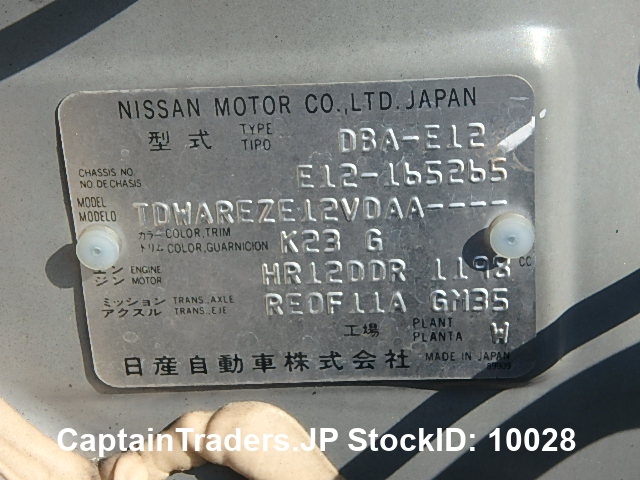 NISSAN MOTOR CO.,LTD. JAPAN
型式 TYPE TIPO DBA-E12
CHASSIS NO. NO. DE CHASIS E12-165265
MODEL MODELO TDWAREZE12VDAA----
カラー COLOR, TRIM トリム COLOR, GUARNICION K23 G
エンジン ENGINE MOTOR HR12DDR 1198 CC
ミッション TRANS., AXLE アクスル TRANS., EJE RE0F11A GM35
工場 PLANT PLANTA W
日産自動車株式会社 MADE IN JAPAN
89909
CaptainTraders.JP StockID: 10028